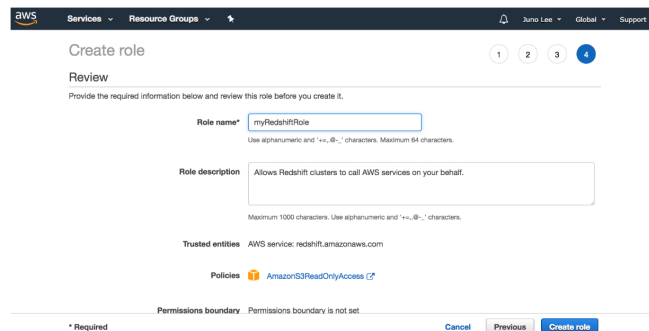 aws Services Resource Groups Juno Lee Global Support
Create role 1 2 3 4
Review
Provide the required information below and review this role before you create it.
Role name* myRedshiftRole
Use alphanumeric and '+=,.@-_' characters. Maximum 64 characters.
Role description Allows Redshift clusters to call AWS services on your behalf.
Maximum 1000 characters. Use alphanumeric and '+=,.@-_' characters.
Trusted entities AWS service: redshift.amazonaws.com
Policies AmazonS3ReadOnlyAccess
Permissions boundary Permissions boundary is not set
* Required Cancel Previous Create role